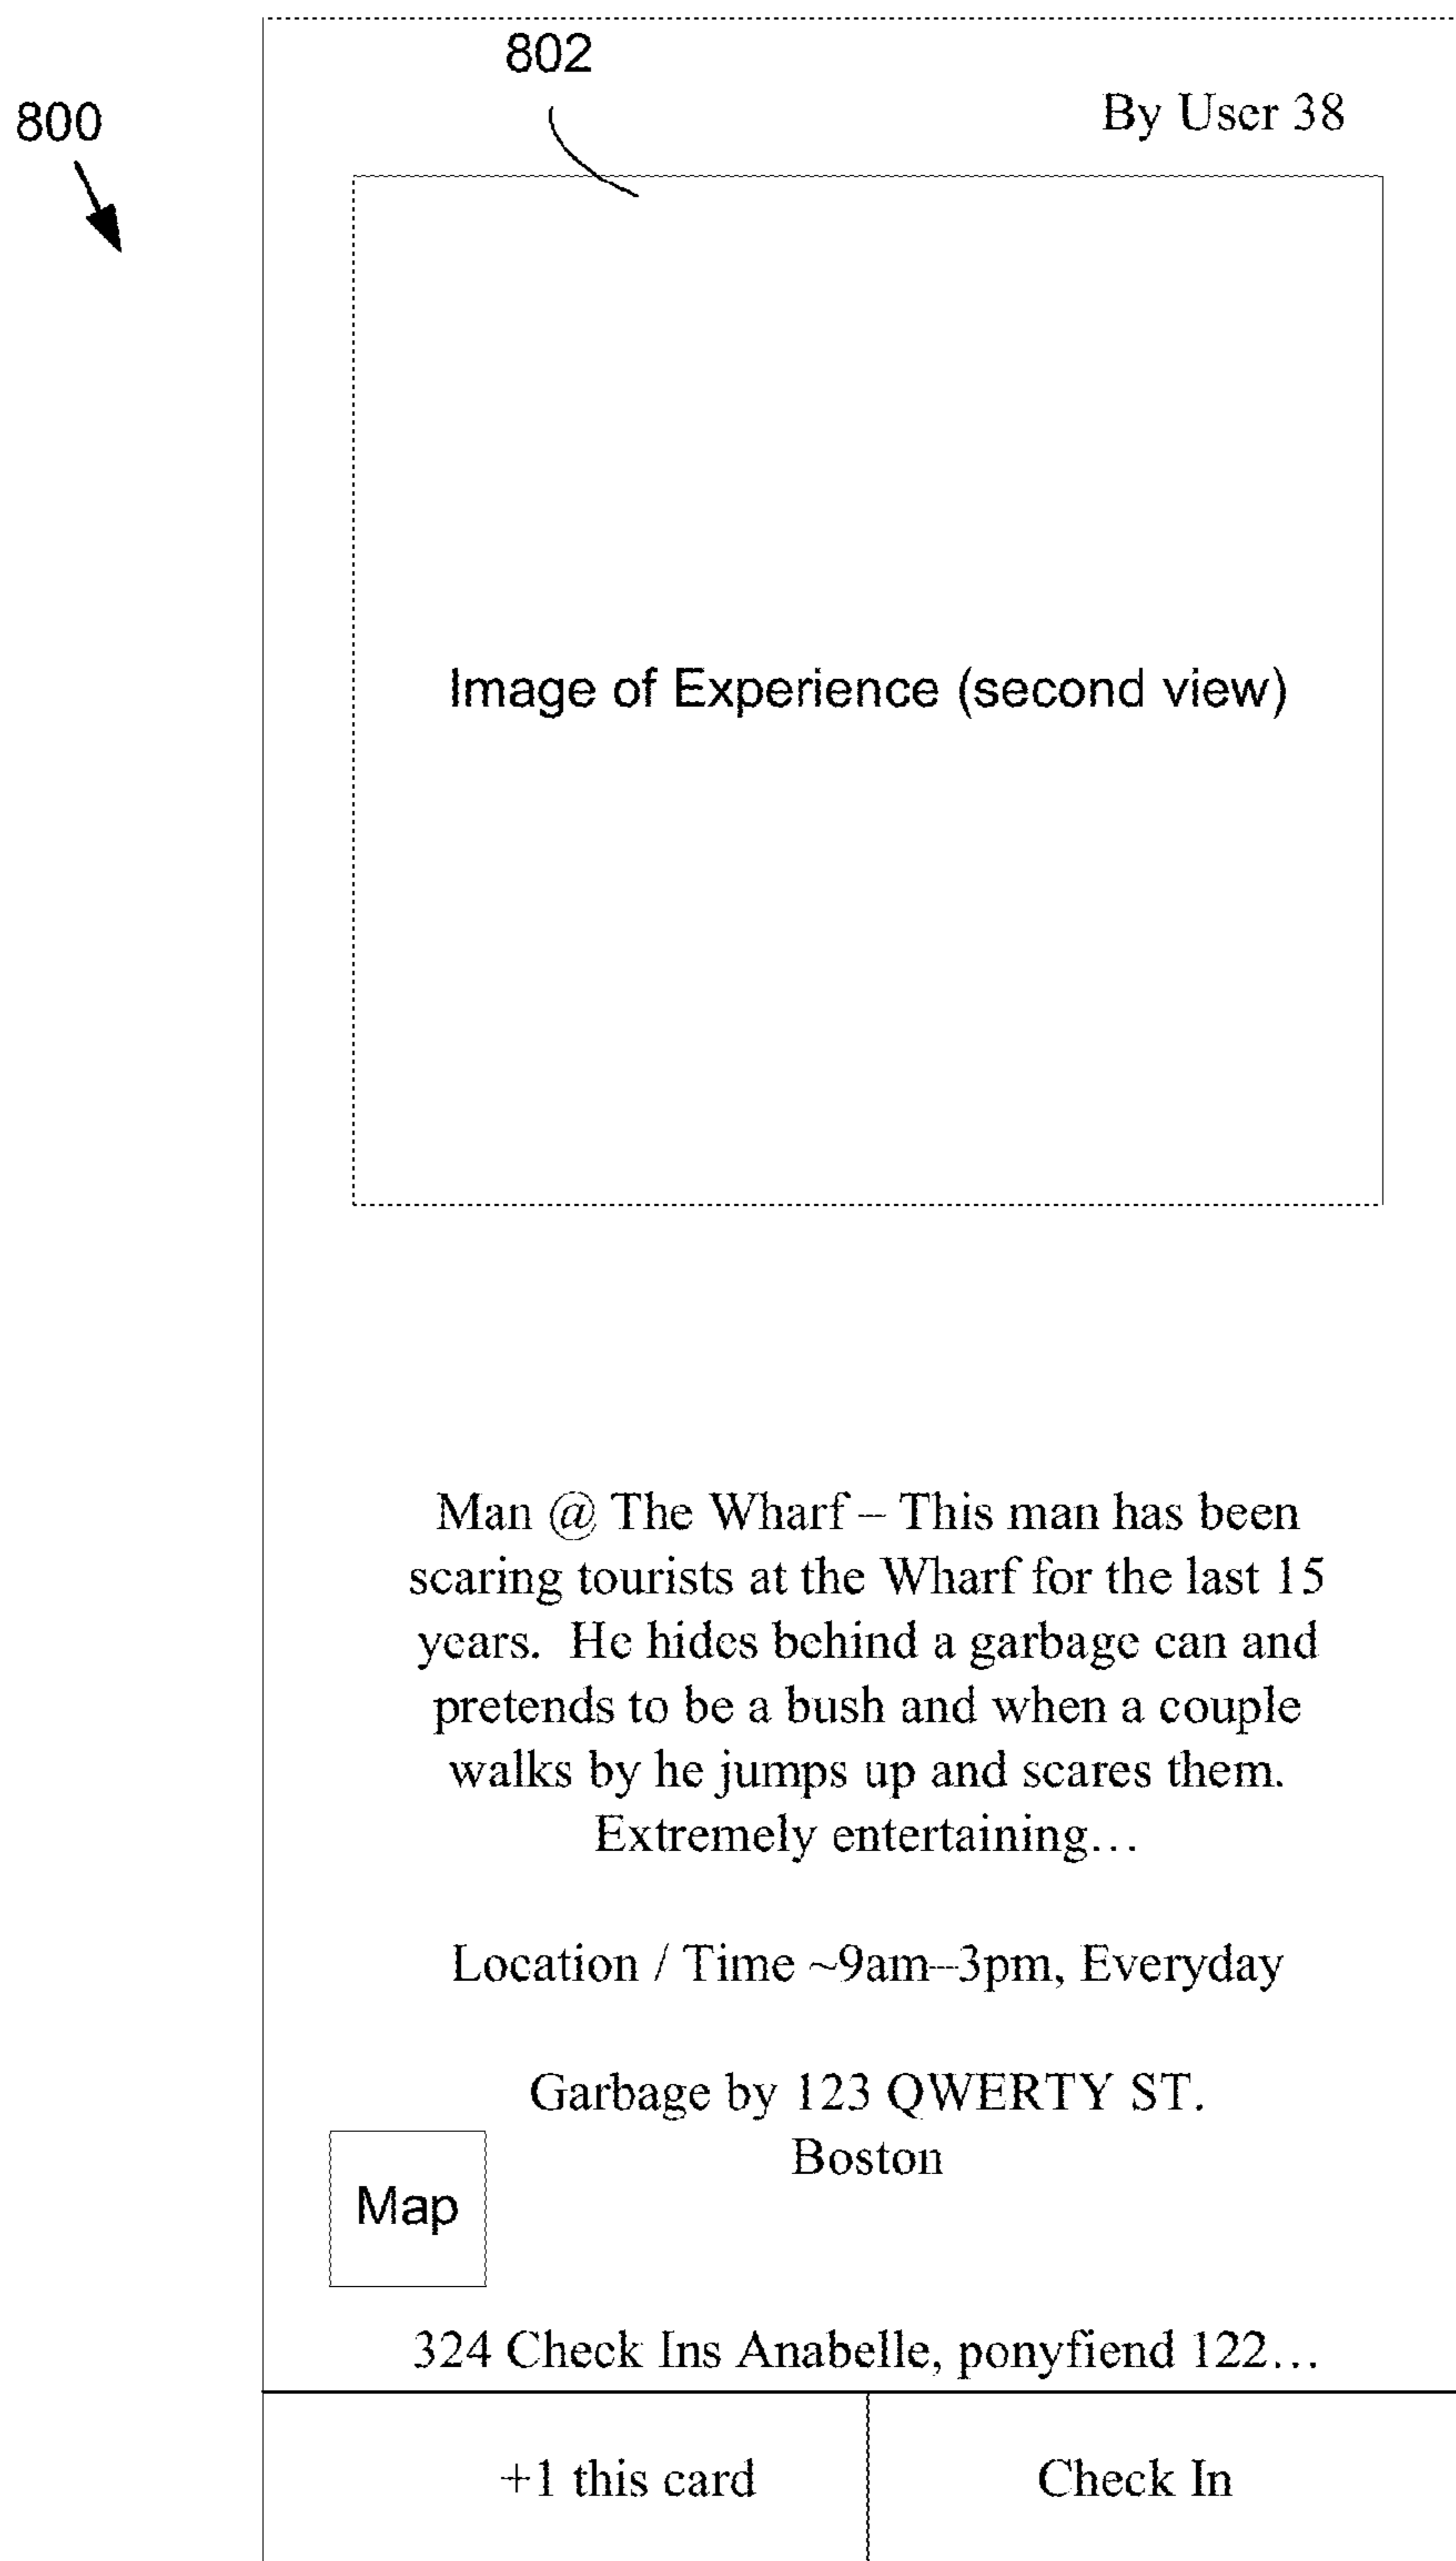 802
800
By User 38
Image of Experience (second view)
Man @ The Wharf – This man has been
scaring tourists at the Wharf for the last 15
years.  He hides behind a garbage can and
pretends to be a bush and when a couple
walks by he jumps up and scares them.
Extremely entertaining…
Location / Time ~9am–3pm, Everyday
Garbage by 123 QWERTY ST.
Boston
Map
324 Check Ins Anabelle, ponyfiend 122…
+1 this card
Check In